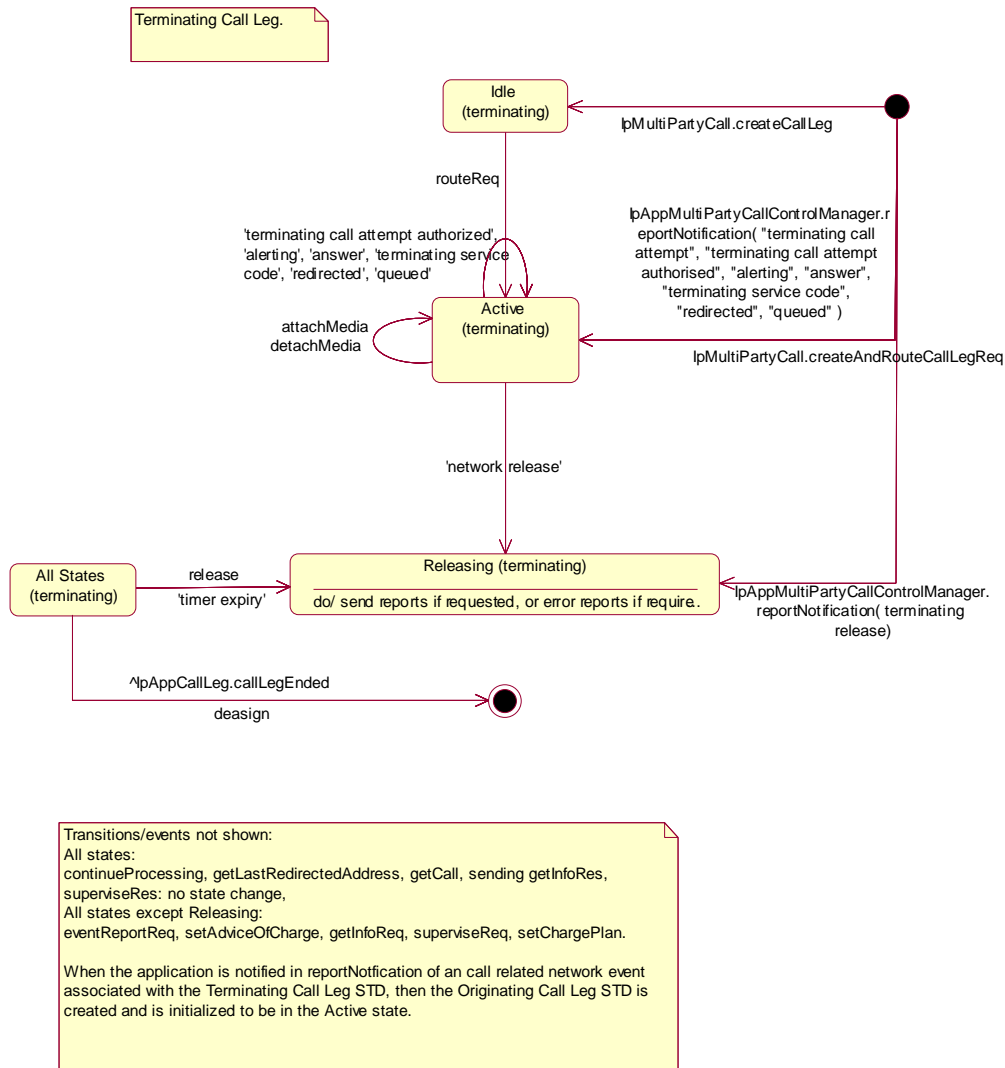 Terminating Call Leg.
Idle
(terminating)
IpMultiPartyCall.createCallLeg
routeReq
IpAppMultiPartyCallControlManager.r
eportNotification( "terminating call
attempt", "terminating call attempt
authorised", "alerting", "answer",
"terminating service code",
"redirected", "queued" )
'terminating call attempt authorized',
'alerting', 'answer', 'terminating service
code', 'redirected', 'queued'
Active
(terminating)
attachMedia
detachMedia
IpMultiPartyCall.createAndRouteCallLegReq
'network release'
All States
(terminating)
release
'timer expiry'
Releasing (terminating)
do/ send reports if requested, or error reports if require..
IpAppMultiPartyCallControlManager.
reportNotification( terminating
release)
^IpAppCallLeg.callLegEnded
deasign
Transitions/events not shown:
All states:
continueProcessing, getLastRedirectedAddress, getCall, sending getInfoRes,
superviseRes: no state change,
All states except Releasing:
eventReportReq, setAdviceOfCharge, getInfoReq, superviseReq, setChargePlan.
When the application is notified in reportNotfication of an call related network event
associated with the Terminating Call Leg STD, then the Originating Call Leg STD is
created and is initialized to be in the Active state.